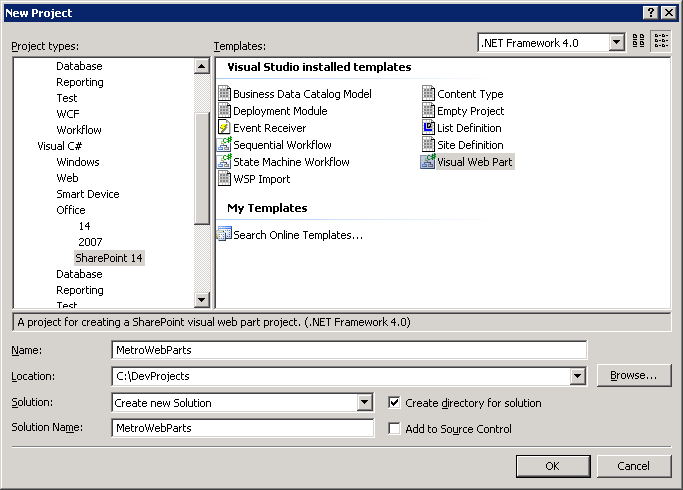 New Project
Project types:
Templates:
.NET Framework 4.0
Database
Reporting
Test
WCF
Workflow
Visual C#
Windows
Web
Smart Device
Office
14
2007
SharePoint 14
Database
Reporting
Test
Visual Studio installed templates
Business Data Catalog Model
Deployment Module
Event Receiver
Sequential Workflow
State Machine Workflow
WSP Import
Content Type
Empty Project
List Definition
Site Definition
Visual Web Part
My Templates
Search Online Templates...
A project for creating a SharePoint visual web part project. (.NET Framework 4.0)
Name:
MetroWebParts
Location:
C:\DevProjects
Browse...
Solution:
Create new Solution
Create directory for solution
Solution Name:
MetroWebParts
Add to Source Control
OK
Cancel